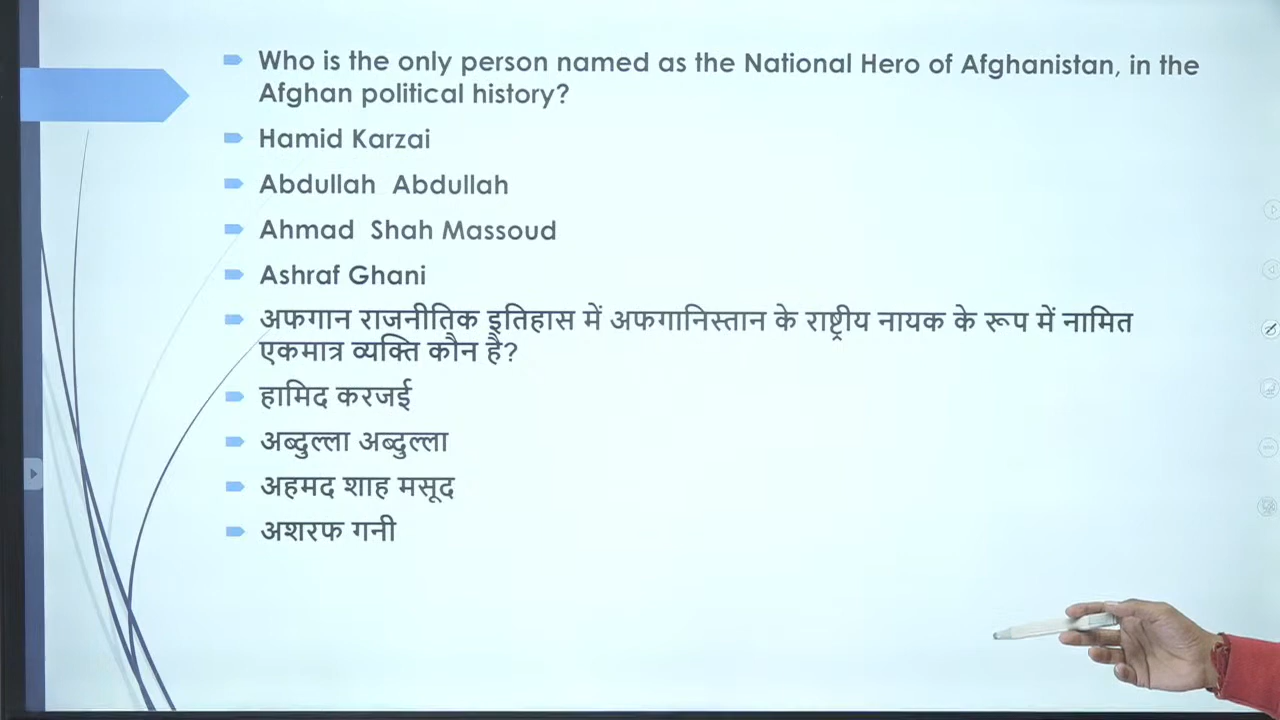 Who is the only person named as the National Hero of Afghanistan, in the
Afghan political history?
Hamid Karzai
Abdullah Abdullah
Ahmad Shah Massoud
Ashraf Ghani
अफगान राजनीतिक इतिहास में अफगानिस्तान के राष्ट्रीय नायक के रूप में नामित
एकमात्र व्यक्ति कौन है?
हामिद करजई
अब्दुल्ला अब्दुल्ला
अहमद शाह मसूद
अशरफ गनी